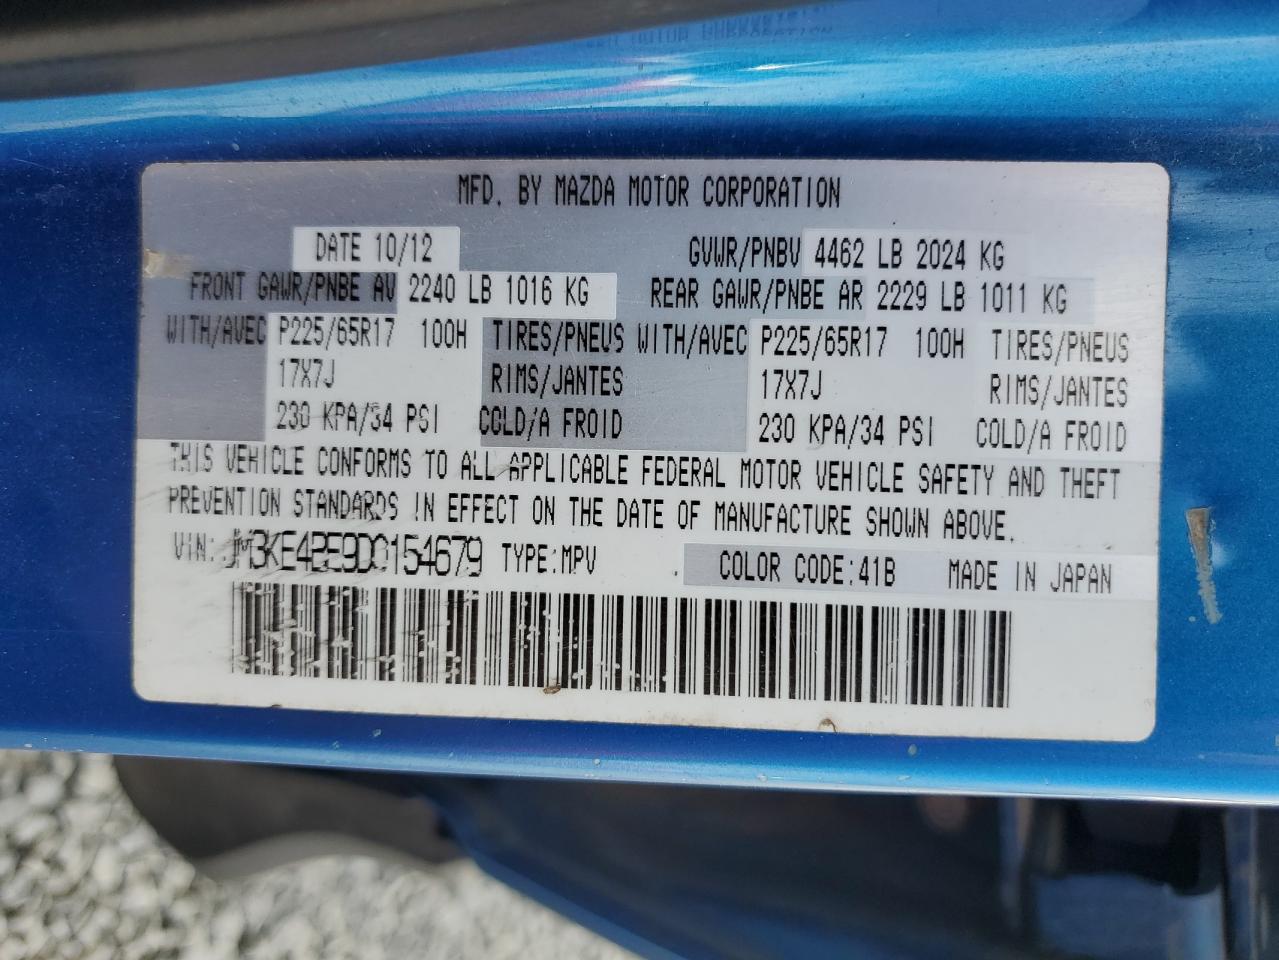 MFD. BY MAZDA MOTOR CORPORATION
DATE 10/12 GVWR/PNBV 4462 LB 2024 KG
FRONT GAWR/PNBE AV 2240 LB 1016 KG REAR GAWR/PNBE AR 2229 LB 1011 KG
WITH/AVEC P225/65R17 100H TIRES/PNEUS WITH/AVEC P225/65R17 100H TIRES/PNEUS
17X7J RIMS/JANTES 17X7J RIMS/JANTES
230 KPA/34 PSI COLD/A FROID 230 KPA/34 PSI COLD/A FROID
THIS VEHICLE CONFORMS TO ALL APPLICABLE FEDERAL MOTOR VEHICLE SAFETY AND THEFT
PREVENTION STANDARDS IN EFFECT ON THE DATE OF MANUFACTURE SHOWN ABOVE.
VIN: JM3KE4BE9D0154679 TYPE:MPV COLOR CODE:41B MADE IN JAPAN